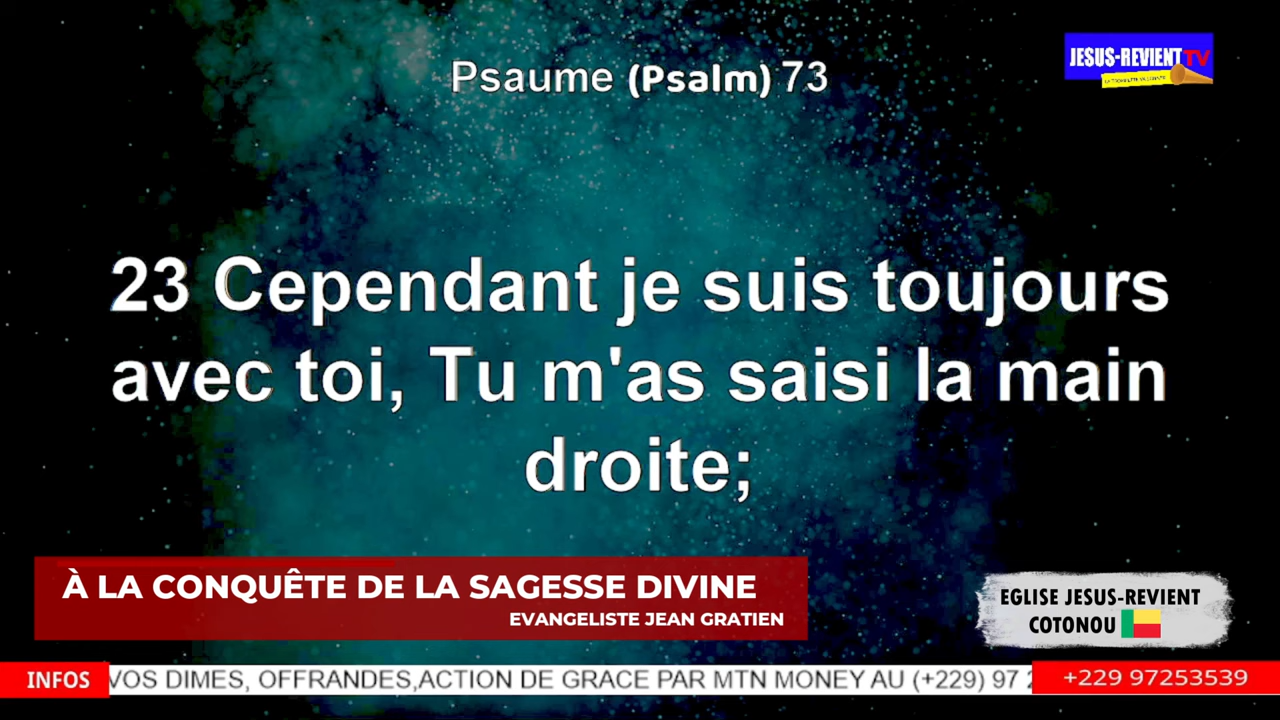 Psaume (Psalm) 73
JESUS-REVIENT TV
23 Cependant je suis toujours
avec toi, Tu m'as saisi la main
droite;
À LA CONQUÊTE DE LA SAGESSE DIVINE
EVANGELISTE JEAN GRATIEN
EGLISE JESUS-REVIENT
COTONOU
INFOS
VOS DIMES, OFFRANDES,ACTION DE GRACE PAR MTN MONEY AU (+229) 97
+229 97253539